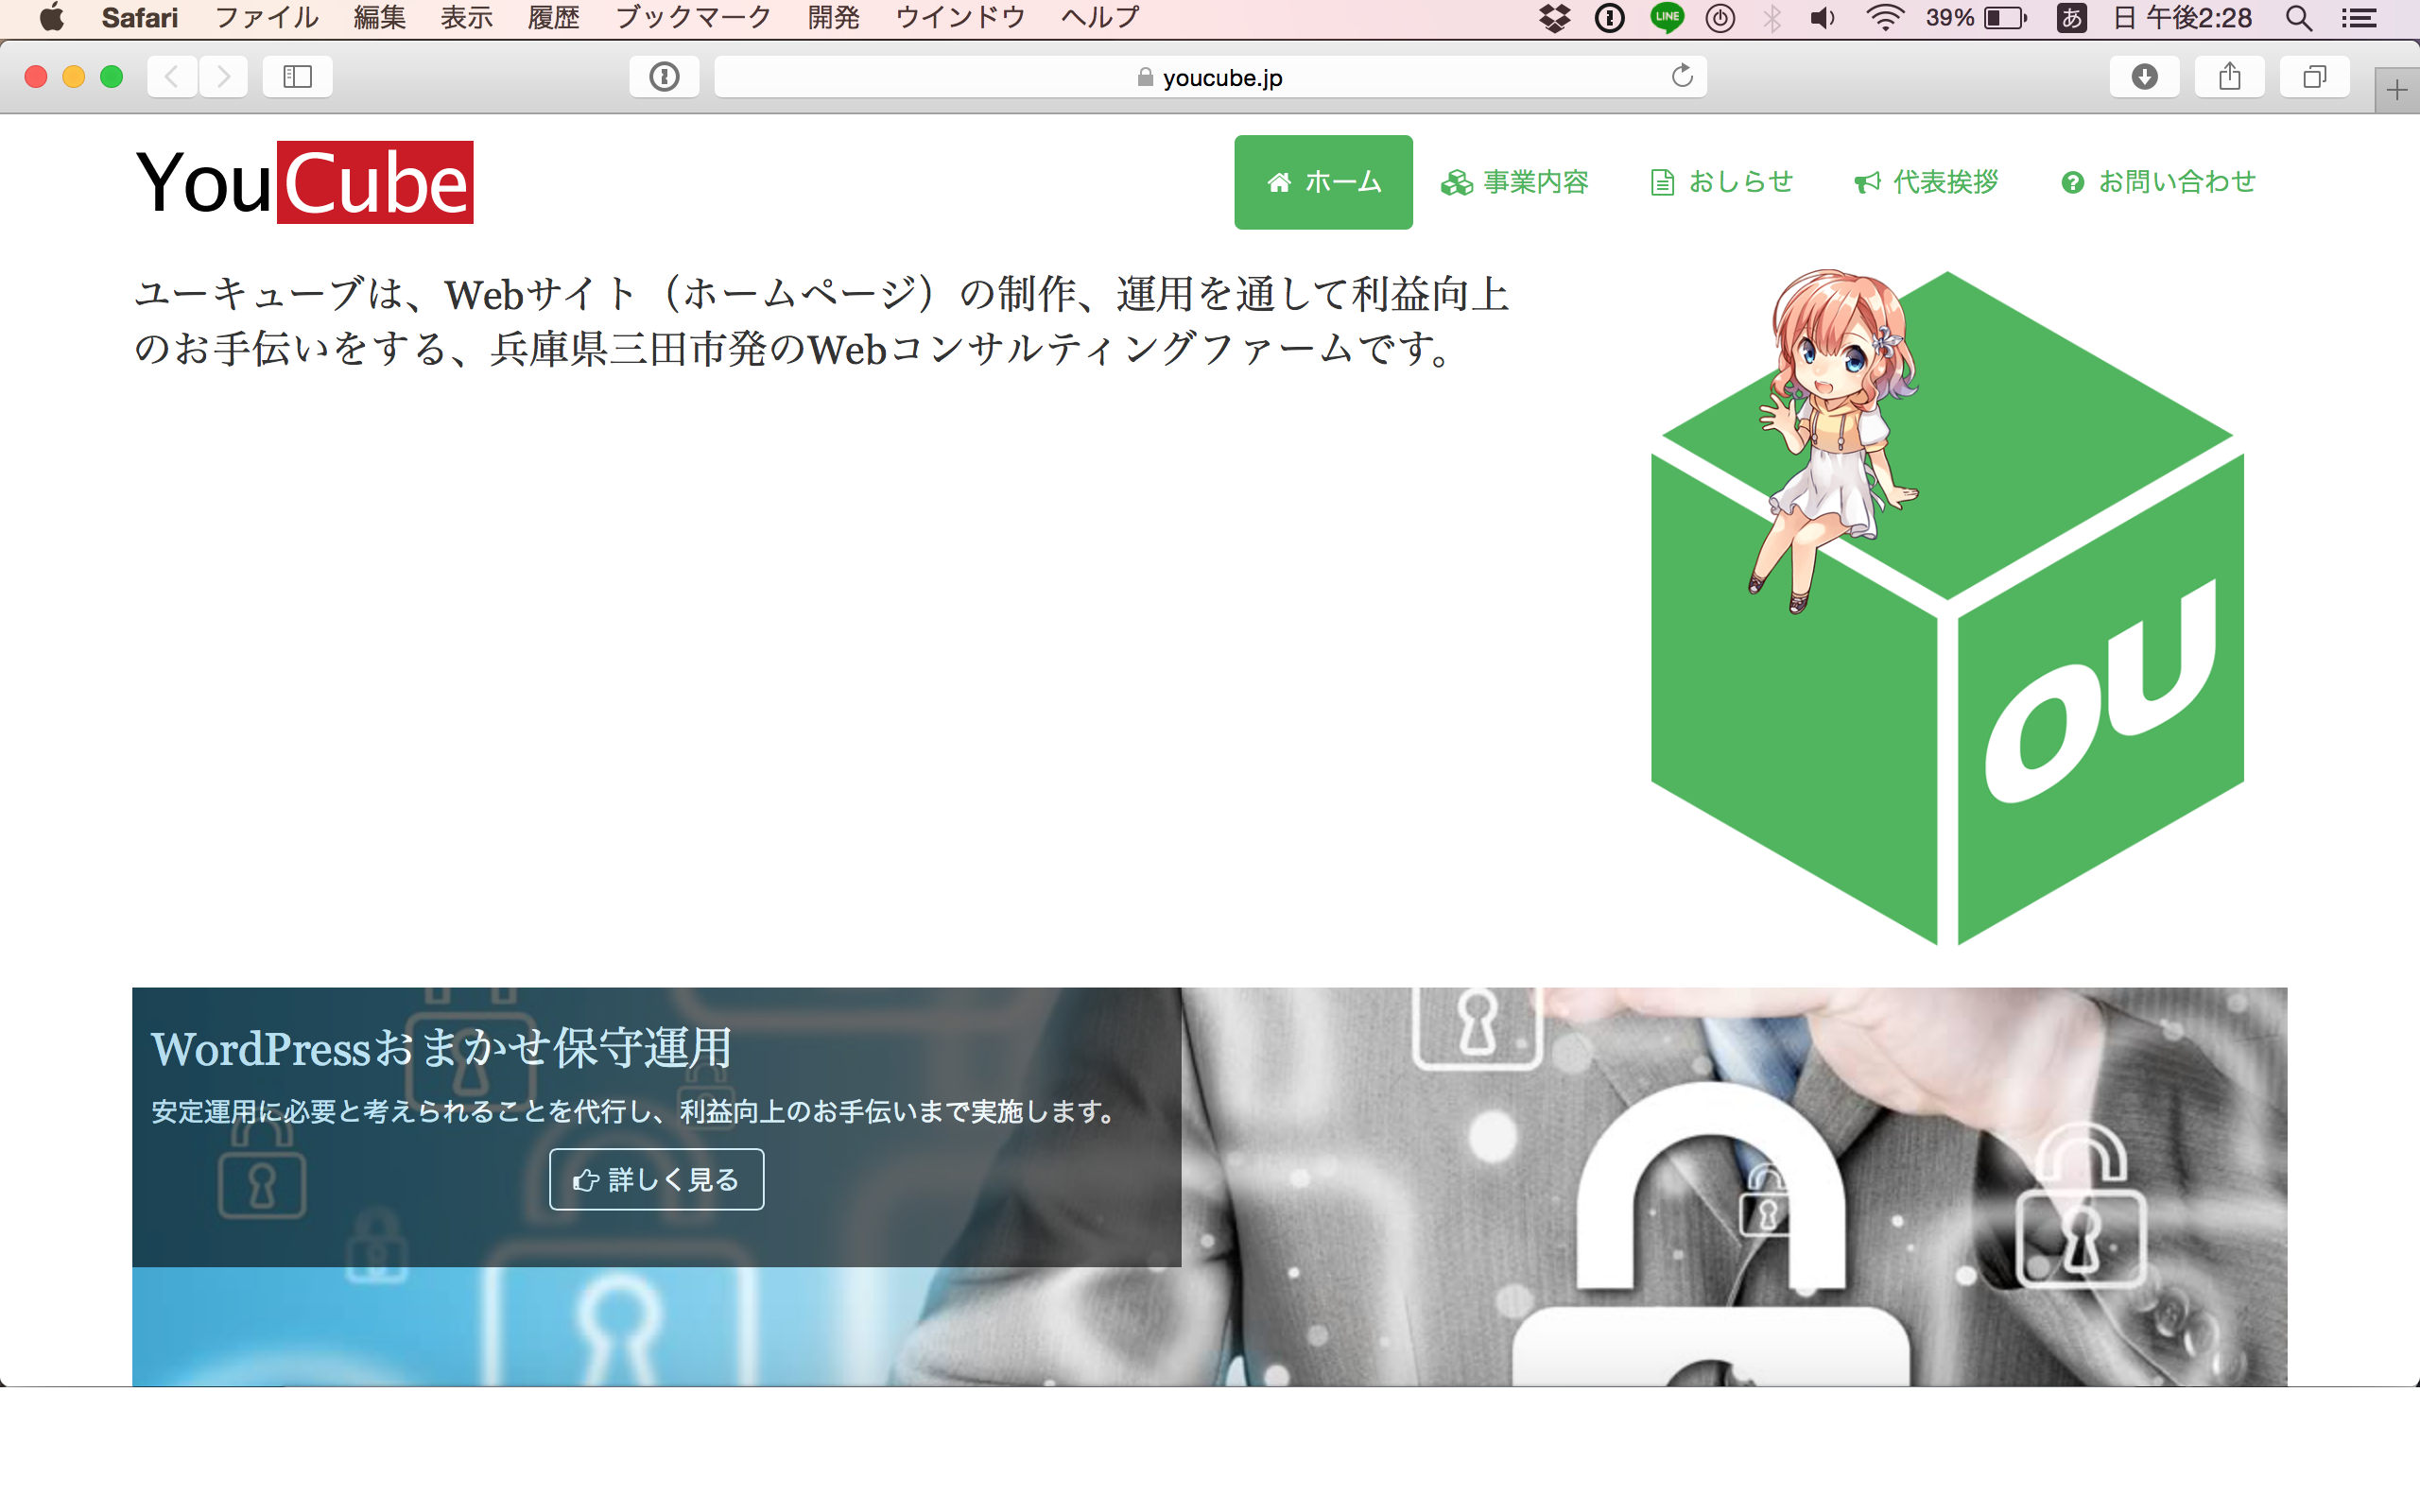 Safari ファイル 編集 表示 履歴 ブックマーク 開発 ウインドウ ヘルプ LINE 39% あ 日 午後2:28
youcube.jp
YouCube
ホーム 事業内容 おしらせ 代表挨拶 お問い合わせ
ユーキューブは、Webサイト（ホームページ）の制作、運用を通して利益向上
のお手伝いをする、兵庫県三田市発のWebコンサルティングファームです。
OU
WordPressおまかせ保守運用
安定運用に必要と考えられることを代行し、利益向上のお手伝いまで実施します。
詳しく見る